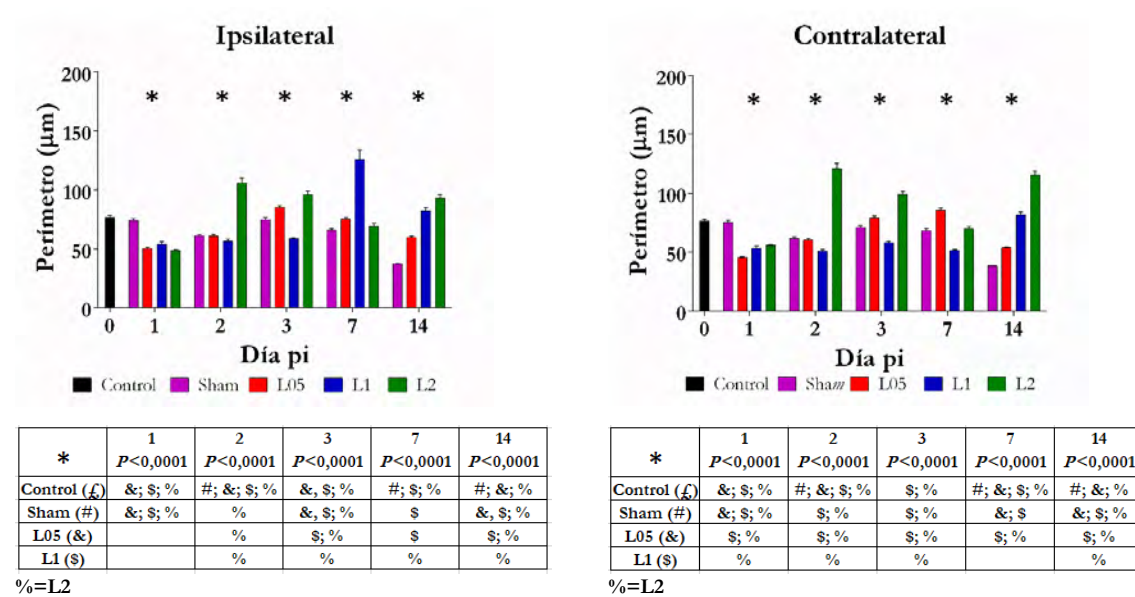 Ipsilateral
200
150
100
50
0
Perímetro (µm)
* * * * *
0 1 2 3 7 14
Día pi
Control Sham L05 L1 L2
* 1 2 3 7 14
P<0,0001 P<0,0001 P<0,0001 P<0,0001 P<0,0001
Control (£) &; $; % #; &; $; % &, $; % #; $; % #; &; %
Sham (#) &; $; % % &, $; % $ &, $; %
L05 (&) % $; % $ $; %
L1 ($) % % % %
%=L2
Contralateral
200
150
100
50
0
Perímetro (µm)
* * * * *
0 1 2 3 7 14
Día pi
Control Sham L05 L1 L2
* 1 2 3 7 14
P<0,0001 P<0,0001 P<0,0001 P<0,0001 P<0,0001
Control (£) &; $; % #; &; $; % $; % #; &; $; % #; &; %
Sham (#) &; $; % $; % $; % &; $ &; $; %
L05 (&) $; % $; % $; % $; % $; %
L1 ($) % % % %
%=L2